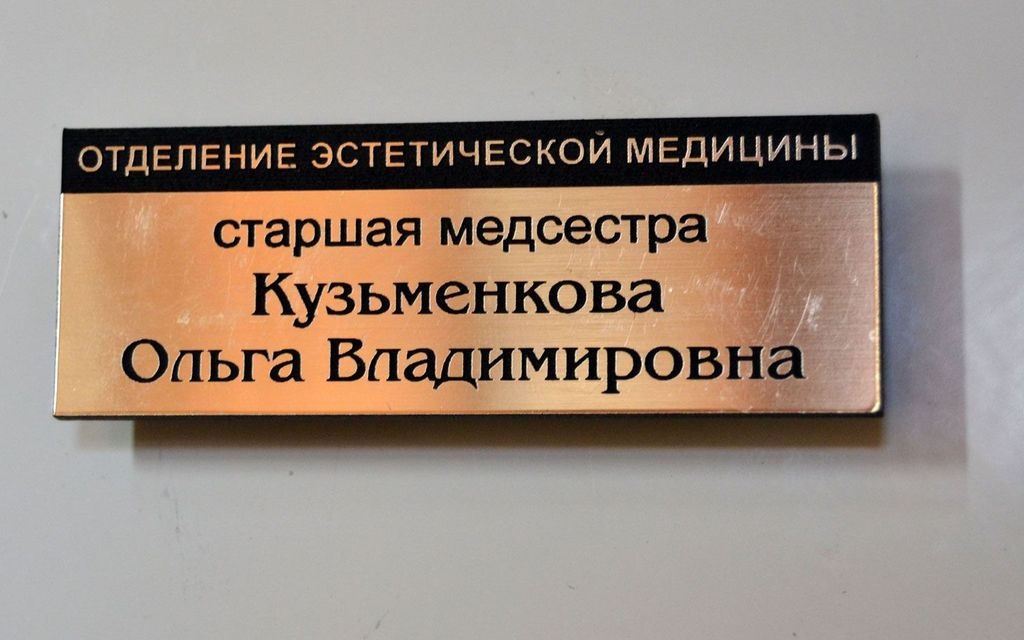 ОТДЕЛЕНИЕ ЭСТЕТИЧЕСКОЙ МЕДИЦИНЫ
старшая медсестра
Кузьменкова
Ольга Владимировна